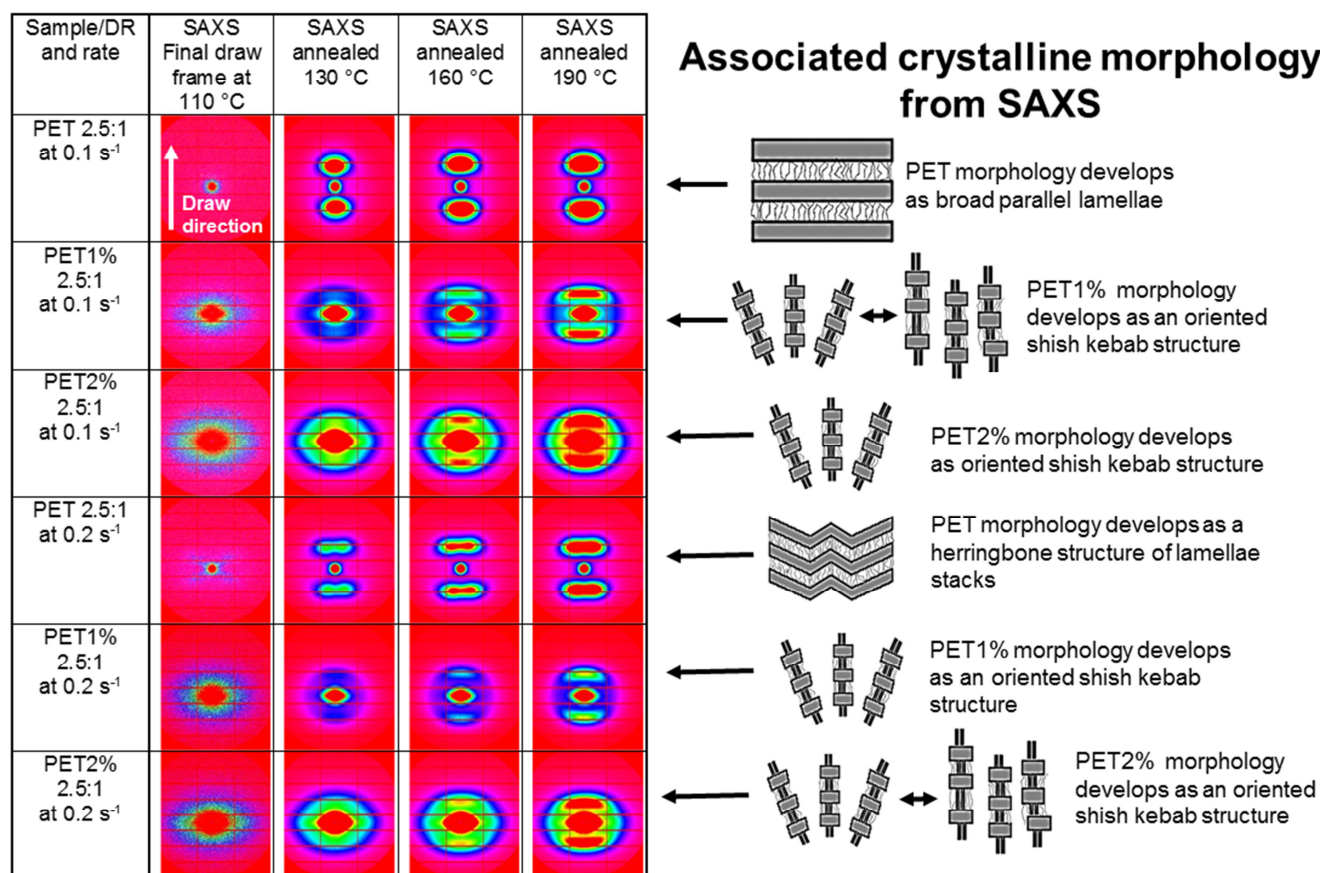 Sample/DR
and rate
SAXS
Final draw
frame at
110 °C
SAXS
annealed
130 °C
SAXS
annealed
160 °C
SAXS
annealed
190 °C
Associated crystalline morphology
from SAXS
PET 2.5:1
at 0.1 s-1
Draw
direction
PET morphology develops
as broad parallel lamellae
PET1%
2.5:1
at 0.1 s-1
PET1% morphology
develops as an oriented
shish kebab structure
PET2%
2.5:1
at 0.1 s-1
PET2% morphology develops
as oriented shish kebab structure
PET 2.5:1
at 0.2 s-1
PET morphology develops as a
herringbone structure of lamellae
stacks
PET1%
2.5:1
at 0.2 s-1
PET1% morphology develops
as an oriented shish kebab
structure
PET2%
2.5:1
at 0.2 s-1
PET2% morphology
develops as an oriented
shish kebab structure